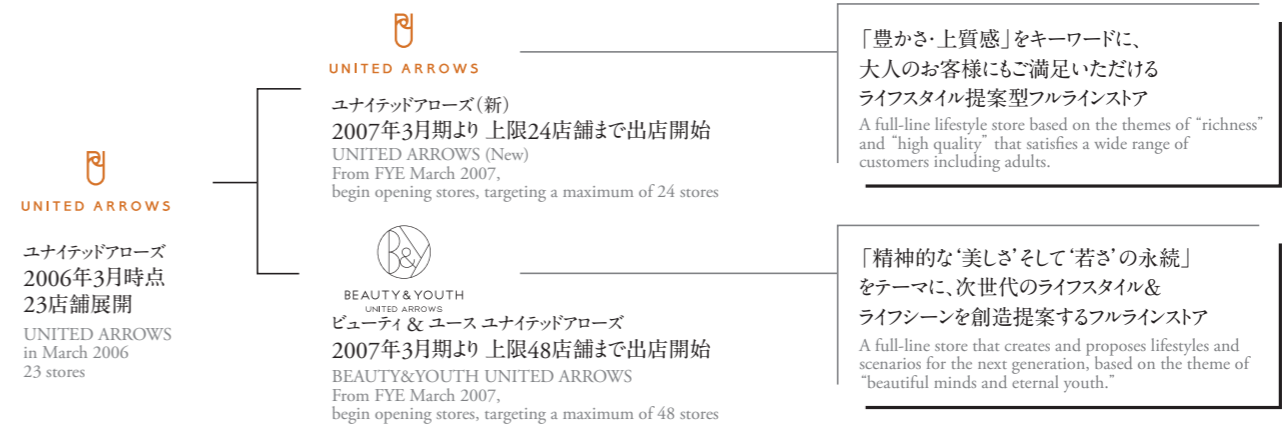 UNITED ARROWS
ユナイテッドアローズ
2006年3月時点
23店舗展開
UNITED ARROWS
in March 2006
23 stores
UNITED ARROWS
ユナイテッドアローズ（新）
2007年3月期より 上限24店舗まで出店開始
UNITED ARROWS (New)
From FYE March 2007,
begin opening stores, targeting a maximum of 24 stores
「豊かさ・上質感」をキーワードに、
大人のお客様にもご満足いただける
ライフスタイル提案型フルラインストア
A full-line lifestyle store based on the themes of “richness”
and “high quality” that satisfies a wide range of
customers including adults.
B&Y
BEAUTY&YOUTH
UNITED ARROWS
ビューティ & ユース ユナイテッドアローズ
2007年3月期より 上限48店舗まで出店開始
BEAUTY&YOUTH UNITED ARROWS
From FYE March 2007,
begin opening stores, targeting a maximum of 48 stores
「精神的な‘美しさ’そして‘若さ’の永続」
をテーマに、次世代のライフスタイル&
ライフシーンを創造提案するフルラインストア
A full-line store that creates and proposes lifestyles and
scenarios for the next generation, based on the theme of
“beautiful minds and eternal youth.”